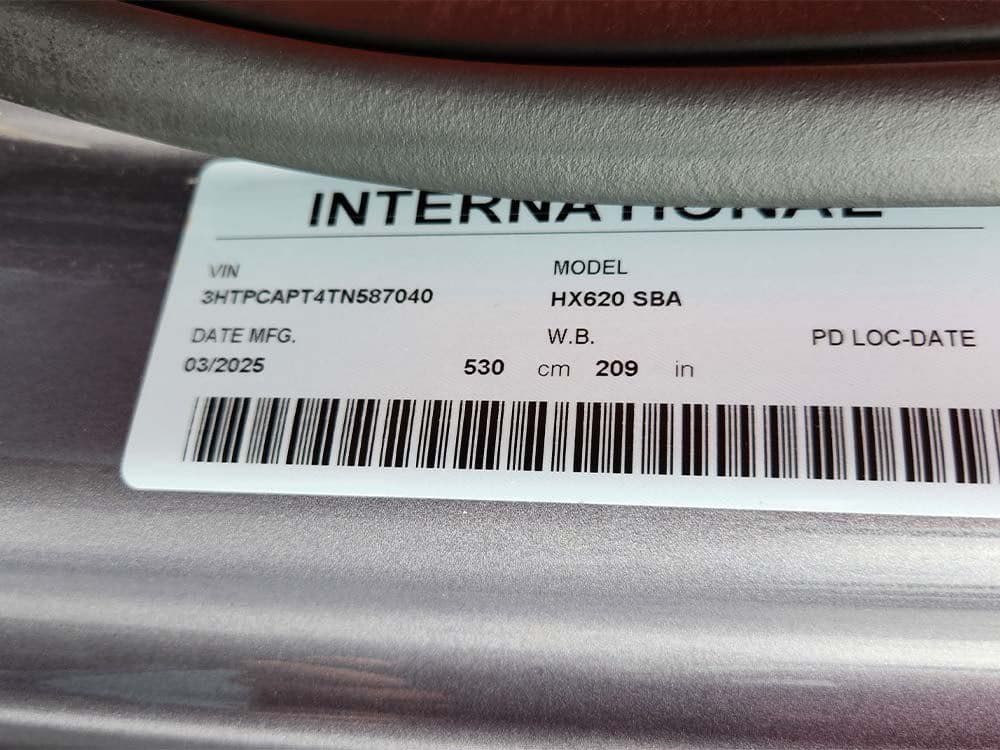 INTERNATIONAL
VIN MODEL
3HTPCAPT4TN587040 HX620 SBA
DATE MFG. W.B. PD LOC-DATE
03/2025 530 cm 209 in